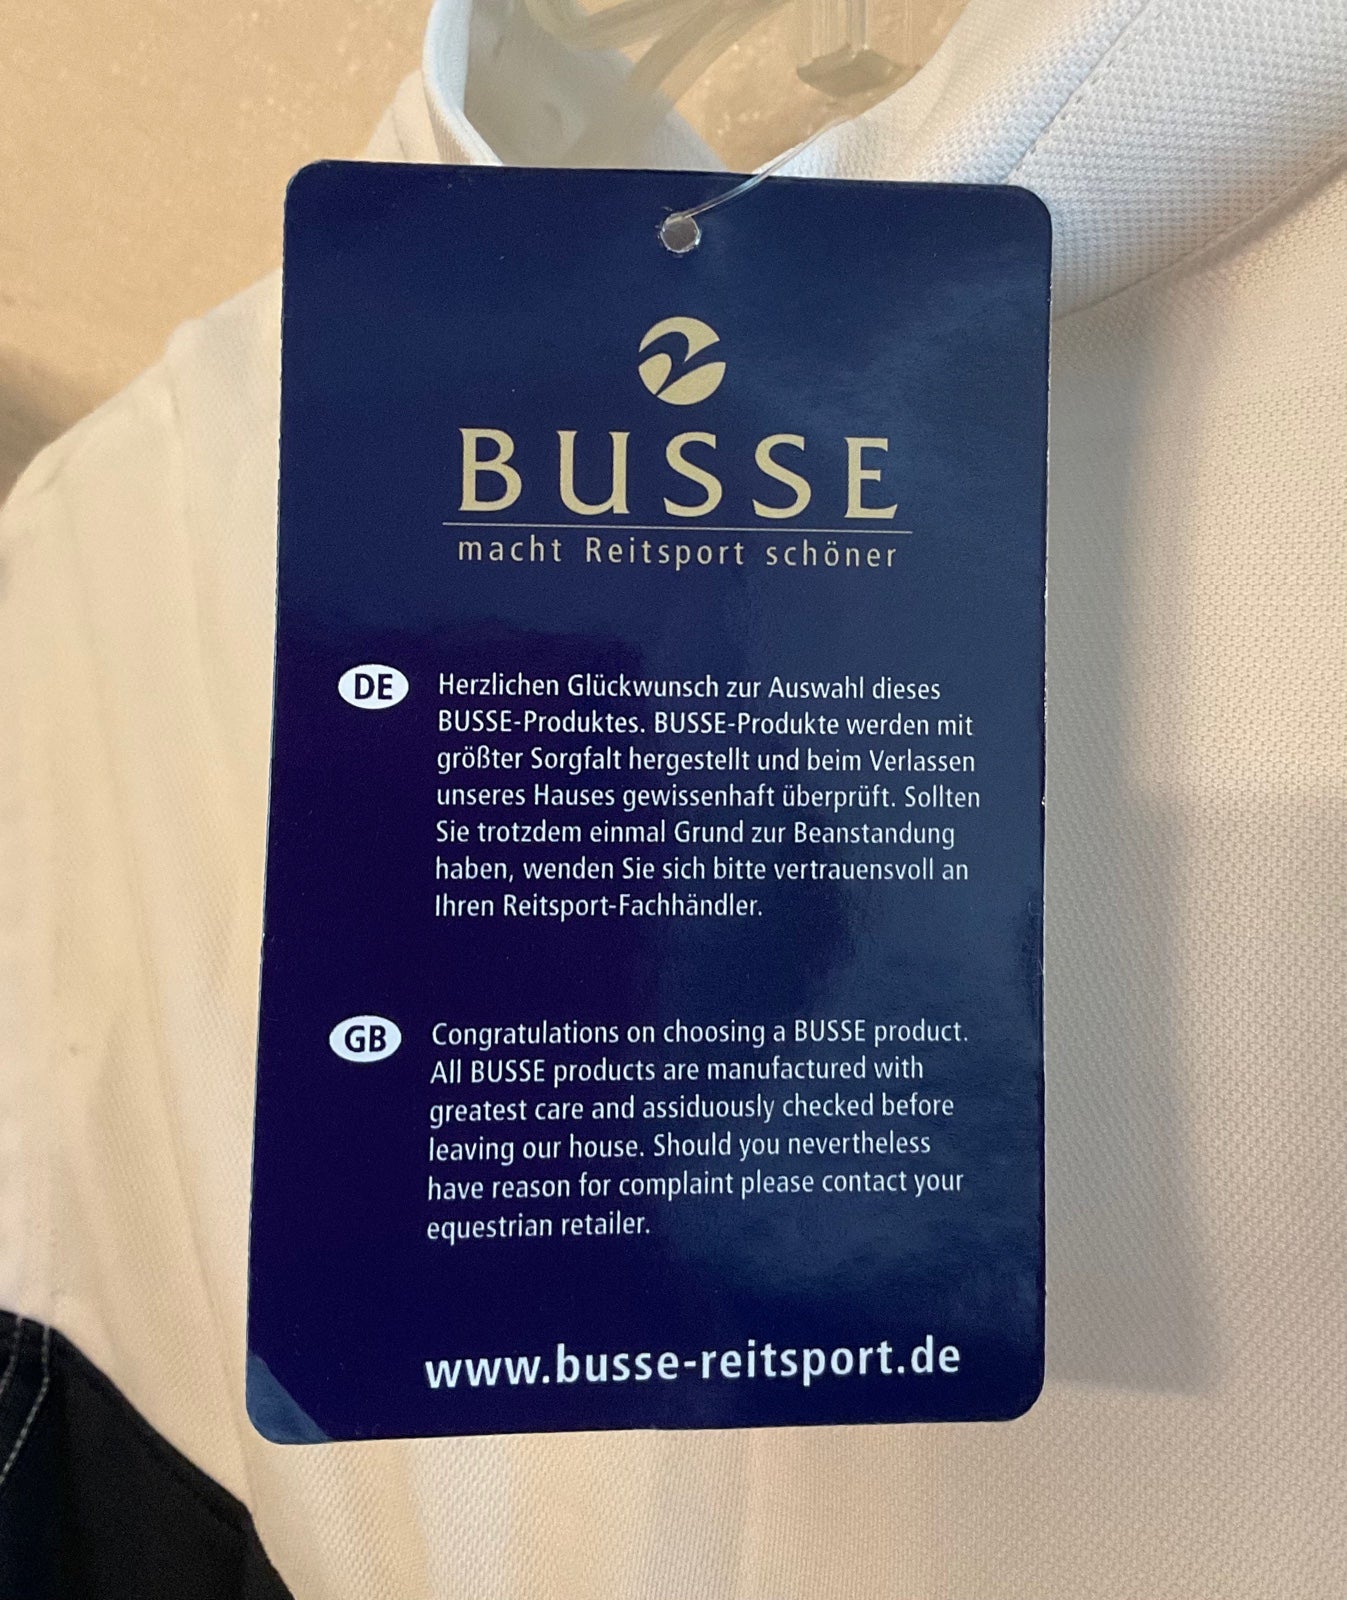 BUSSE
macht Reitsport schöner
DE
Herzlichen Glückwunsch zur Auswahl dieses
BUSSE-Produktes. BUSSE-Produkte werden mit
größter Sorgfalt hergestellt und beim Verlassen
unseres Hauses gewissenhaft überprüft. Sollten
Sie trotzdem einmal Grund zur Beanstandung
haben, wenden Sie sich bitte vertrauensvoll an
Ihren Reitsport-Fachhändler.
GB
Congratulations on choosing a BUSSE product.
All BUSSE products are manufactured with
greatest care and assiduously checked before
leaving our house. Should you nevertheless
have reason for complaint please contact your
equestrian retailer.
www.busse-reitsport.de